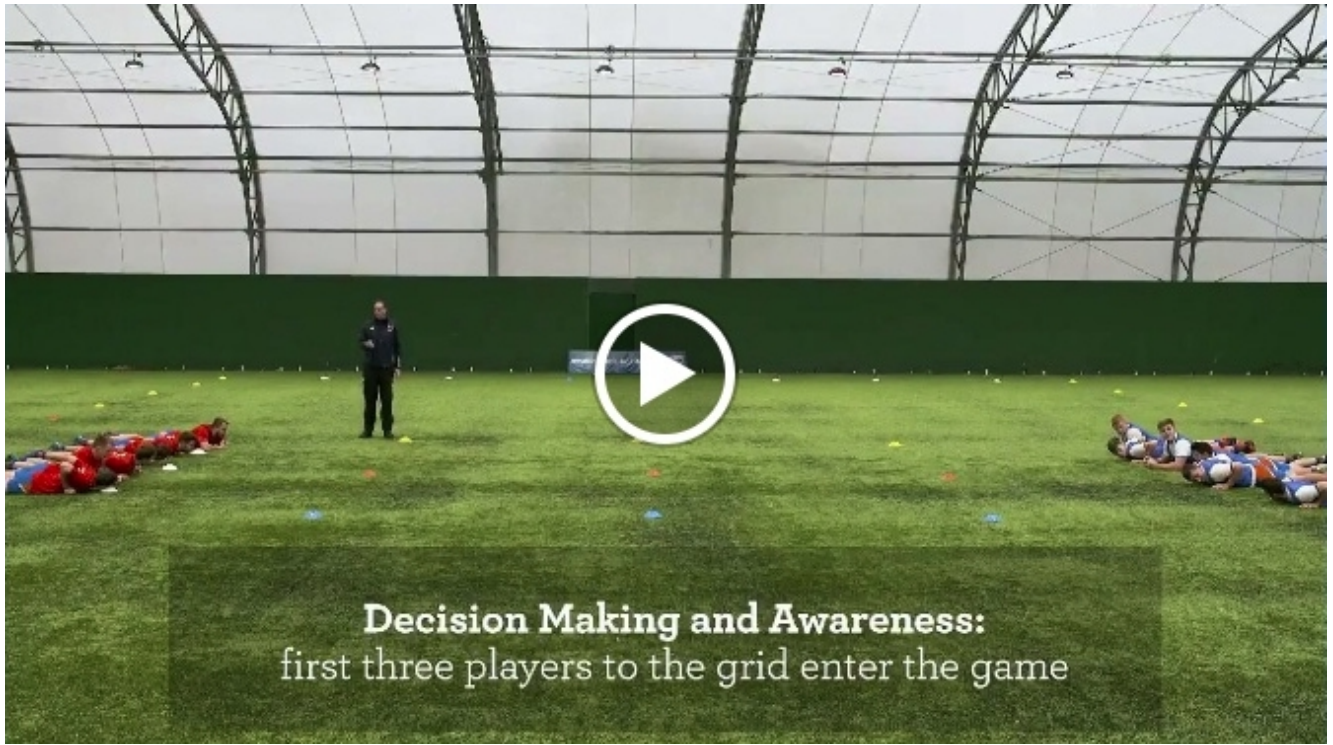 Decision Making and Awareness:
first three players to the grid enter the game